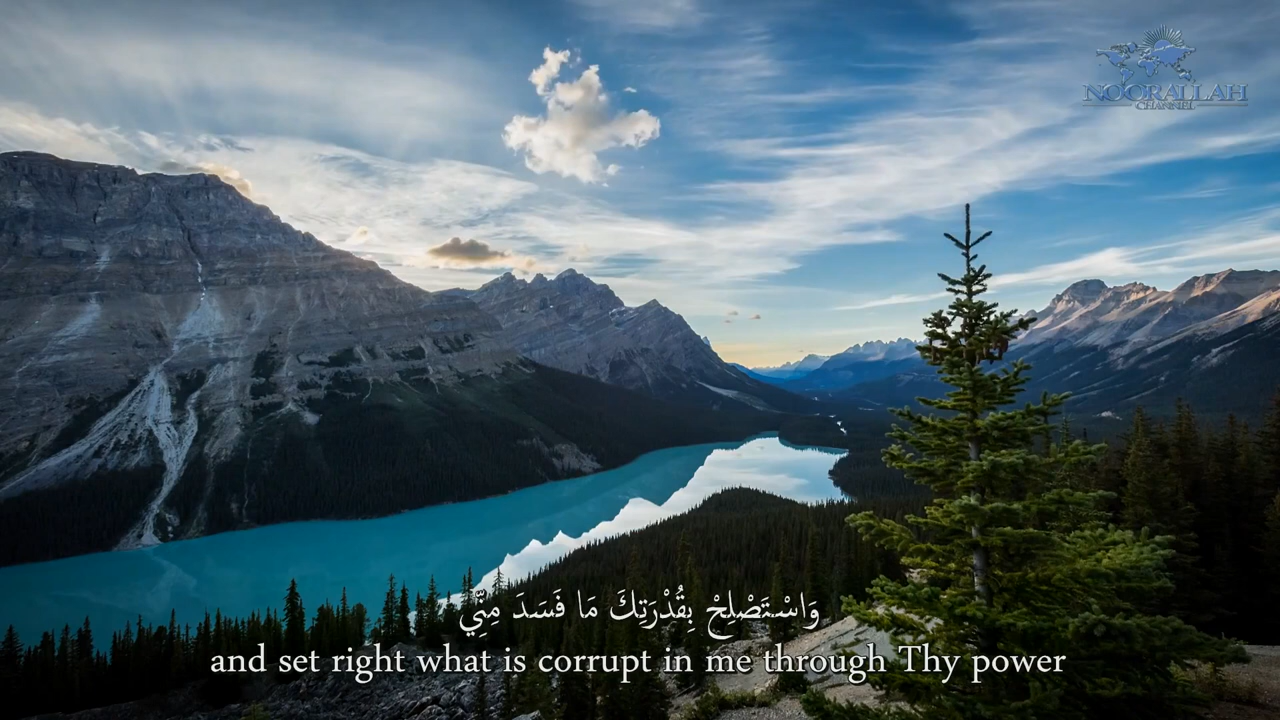 NOORALLAH
CHANNEL
وَاسْتَصْلِحْ بِقُدْرَتِكَ مَا فَسَدَ مِنِّي
and set right what is corrupt in me through Thy power